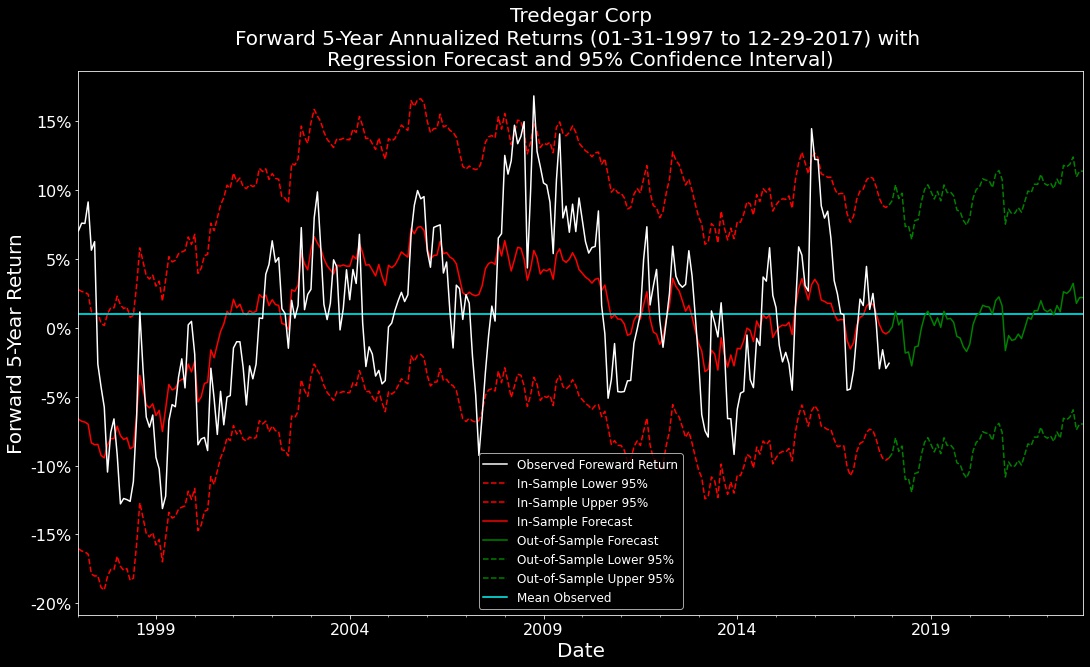 Tredegar Corp
Forward 5-Year Annualized Returns (01-31-1997 to 12-29-2017) with
Regression Forecast and 95% Confidence Interval)
Forward 5-Year Return
15%
10%
5%
0%
-5%
-10%
-15%
-20%
Observed Foreward Return
In-Sample Lower 95%
In-Sample Upper 95%
In-Sample Forecast
Out-of-Sample Forecast
Out-of-Sample Lower 95%
Out-of-Sample Upper 95%
Mean Observed
1999
2004
2009
2014
2019
Date